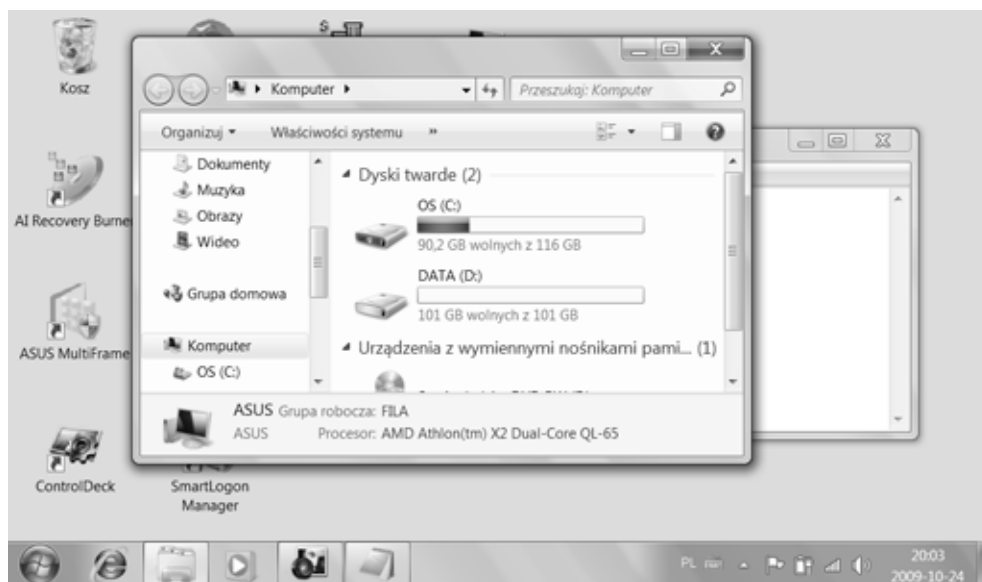 Kosz
AI Recovery Burne
ASUS MultiFrame
ControlDeck
SmartLogon
Manager
Komputer
Przeszukaj: Komputer
Organizuj
Właściwości systemu
»
Dokumenty
Muzyka
Obrazy
Wideo
Grupa domowa
Komputer
OS (C:)
Dyski twarde (2)
OS (C:)
90,2 GB wolnych z 116 GB
DATA (D:)
101 GB wolnych z 101 GB
Urządzenia z wymiennymi nośnikami pami... (1)
ASUS Grupa robocza: FILA
ASUS Procesor: AMD Athlon(tm) X2 Dual-Core QL-65
PL
20:03
2009-10-24